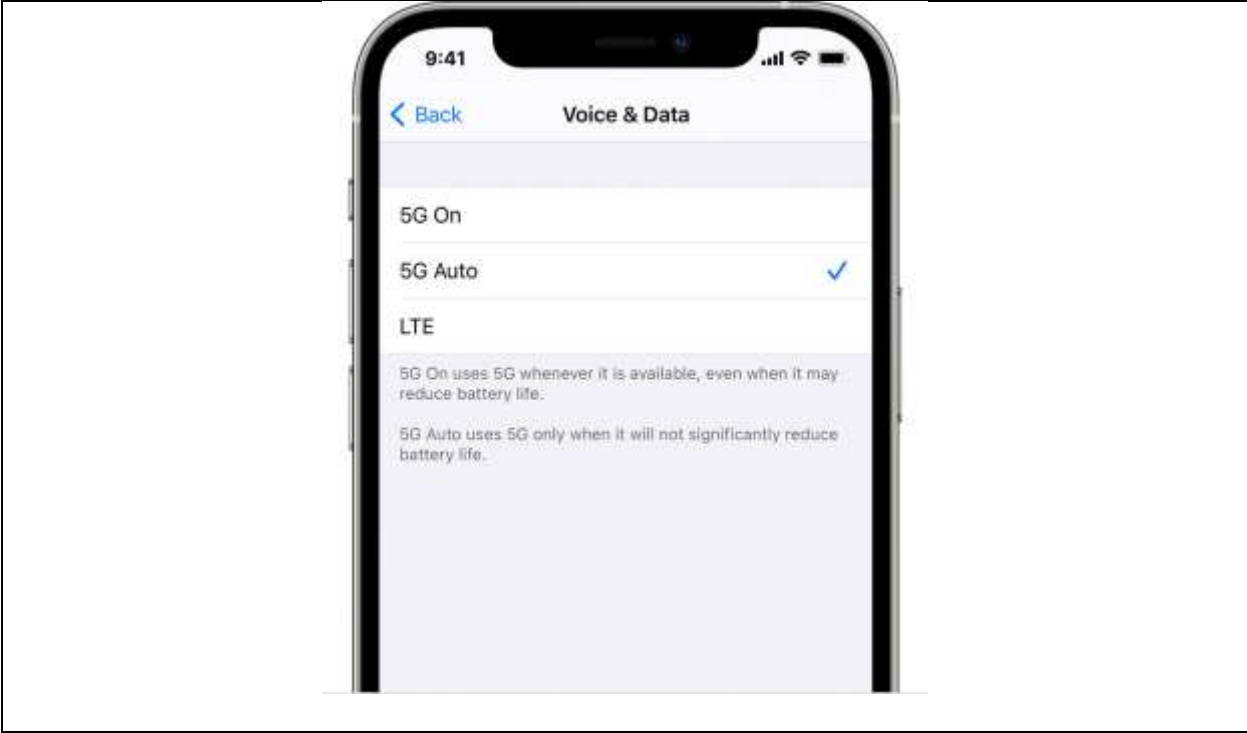 9:41
Back
Voice & Data
5G On
5G Auto
LTE
5G On uses 5G whenever it is available, even when it may
reduce battery life.
5G Auto uses 5G only when it will not significantly reduce
battery life.